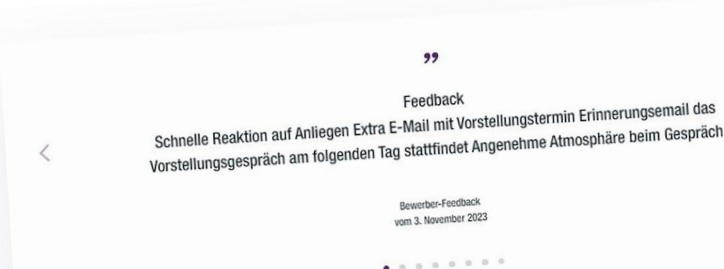 ”
Feedback
Schnelle Reaktion auf Anliegen Extra E-Mail mit Vorstellungstermin Erinnerungsemail das
Vorstellungsgespräch am folgenden Tag stattfindet Angenehme Atmosphäre beim Gespräch
Bewerber-Feedback
vom 3. November 2023